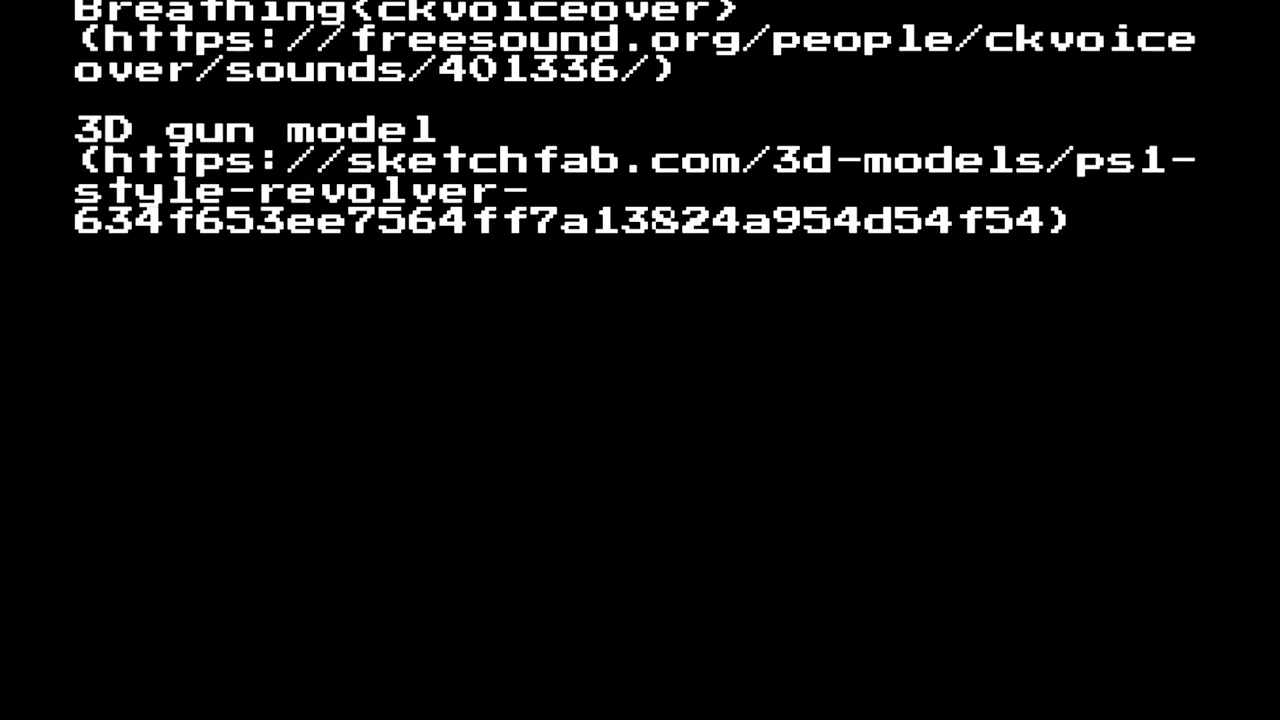 Breathing<ckvoiceover>
(https://freesound.org/people/ckvoice
over/sounds/401336/)
3D gun model
(https://sketchfab.com/3d-models/ps1-
style-revolver-
634f653ee7564ff7a13824a954d54f54)